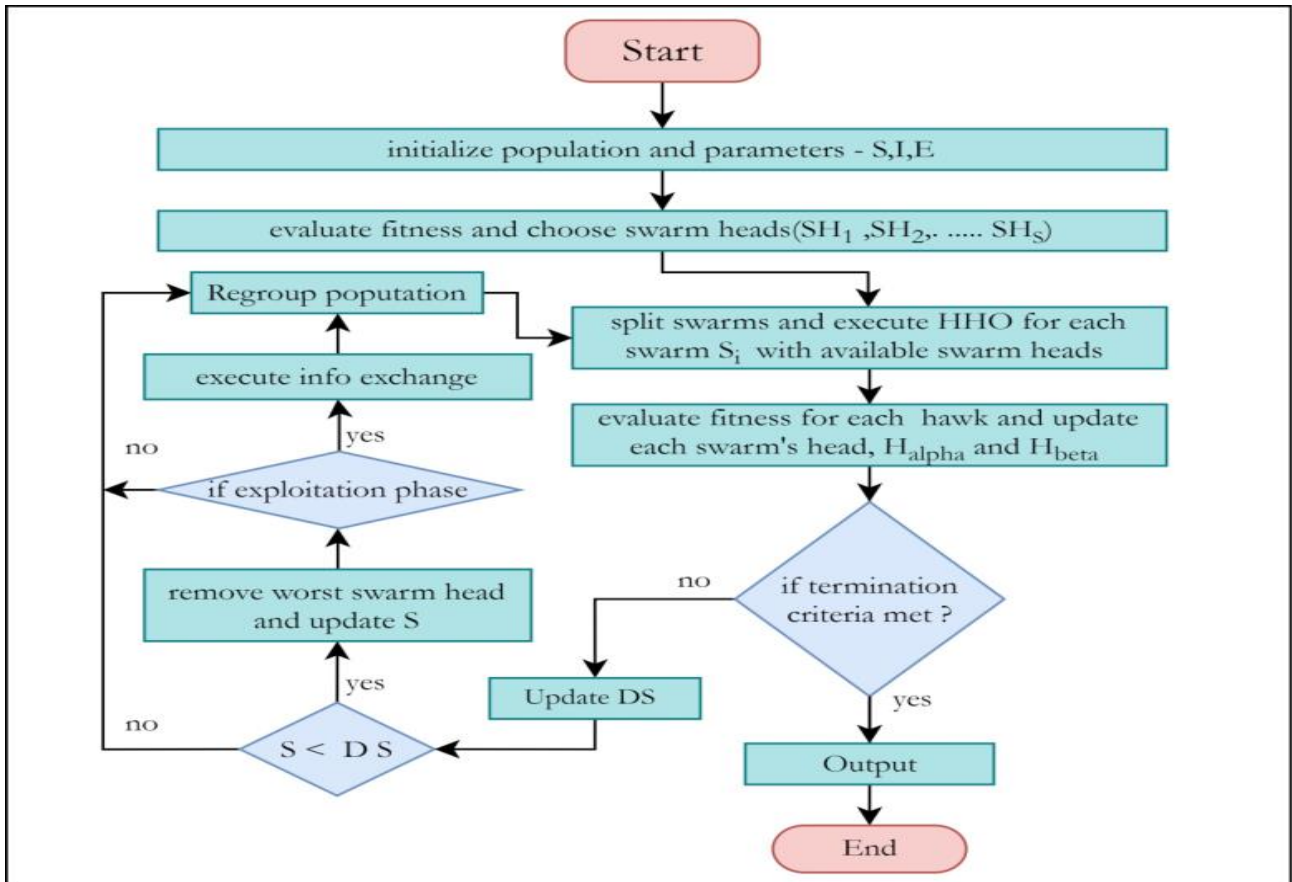 Start
initialize population and parameters - S,I,E
evaluate fitness and choose swarm heads(SH1 ,SH2,. ..... SHS)
Regroup poputation
split swarms and execute HHO for each
swarm Si with available swarm heads
execute info exchange
evaluate fitness for each hawk and update
each swarm's head, Halpha and Hbeta
yes
no
if exploitation phase
remove worst swarm head
and update S
no
if termination
criteria met ?
yes
Update DS
yes
no
S < D S
Output
End